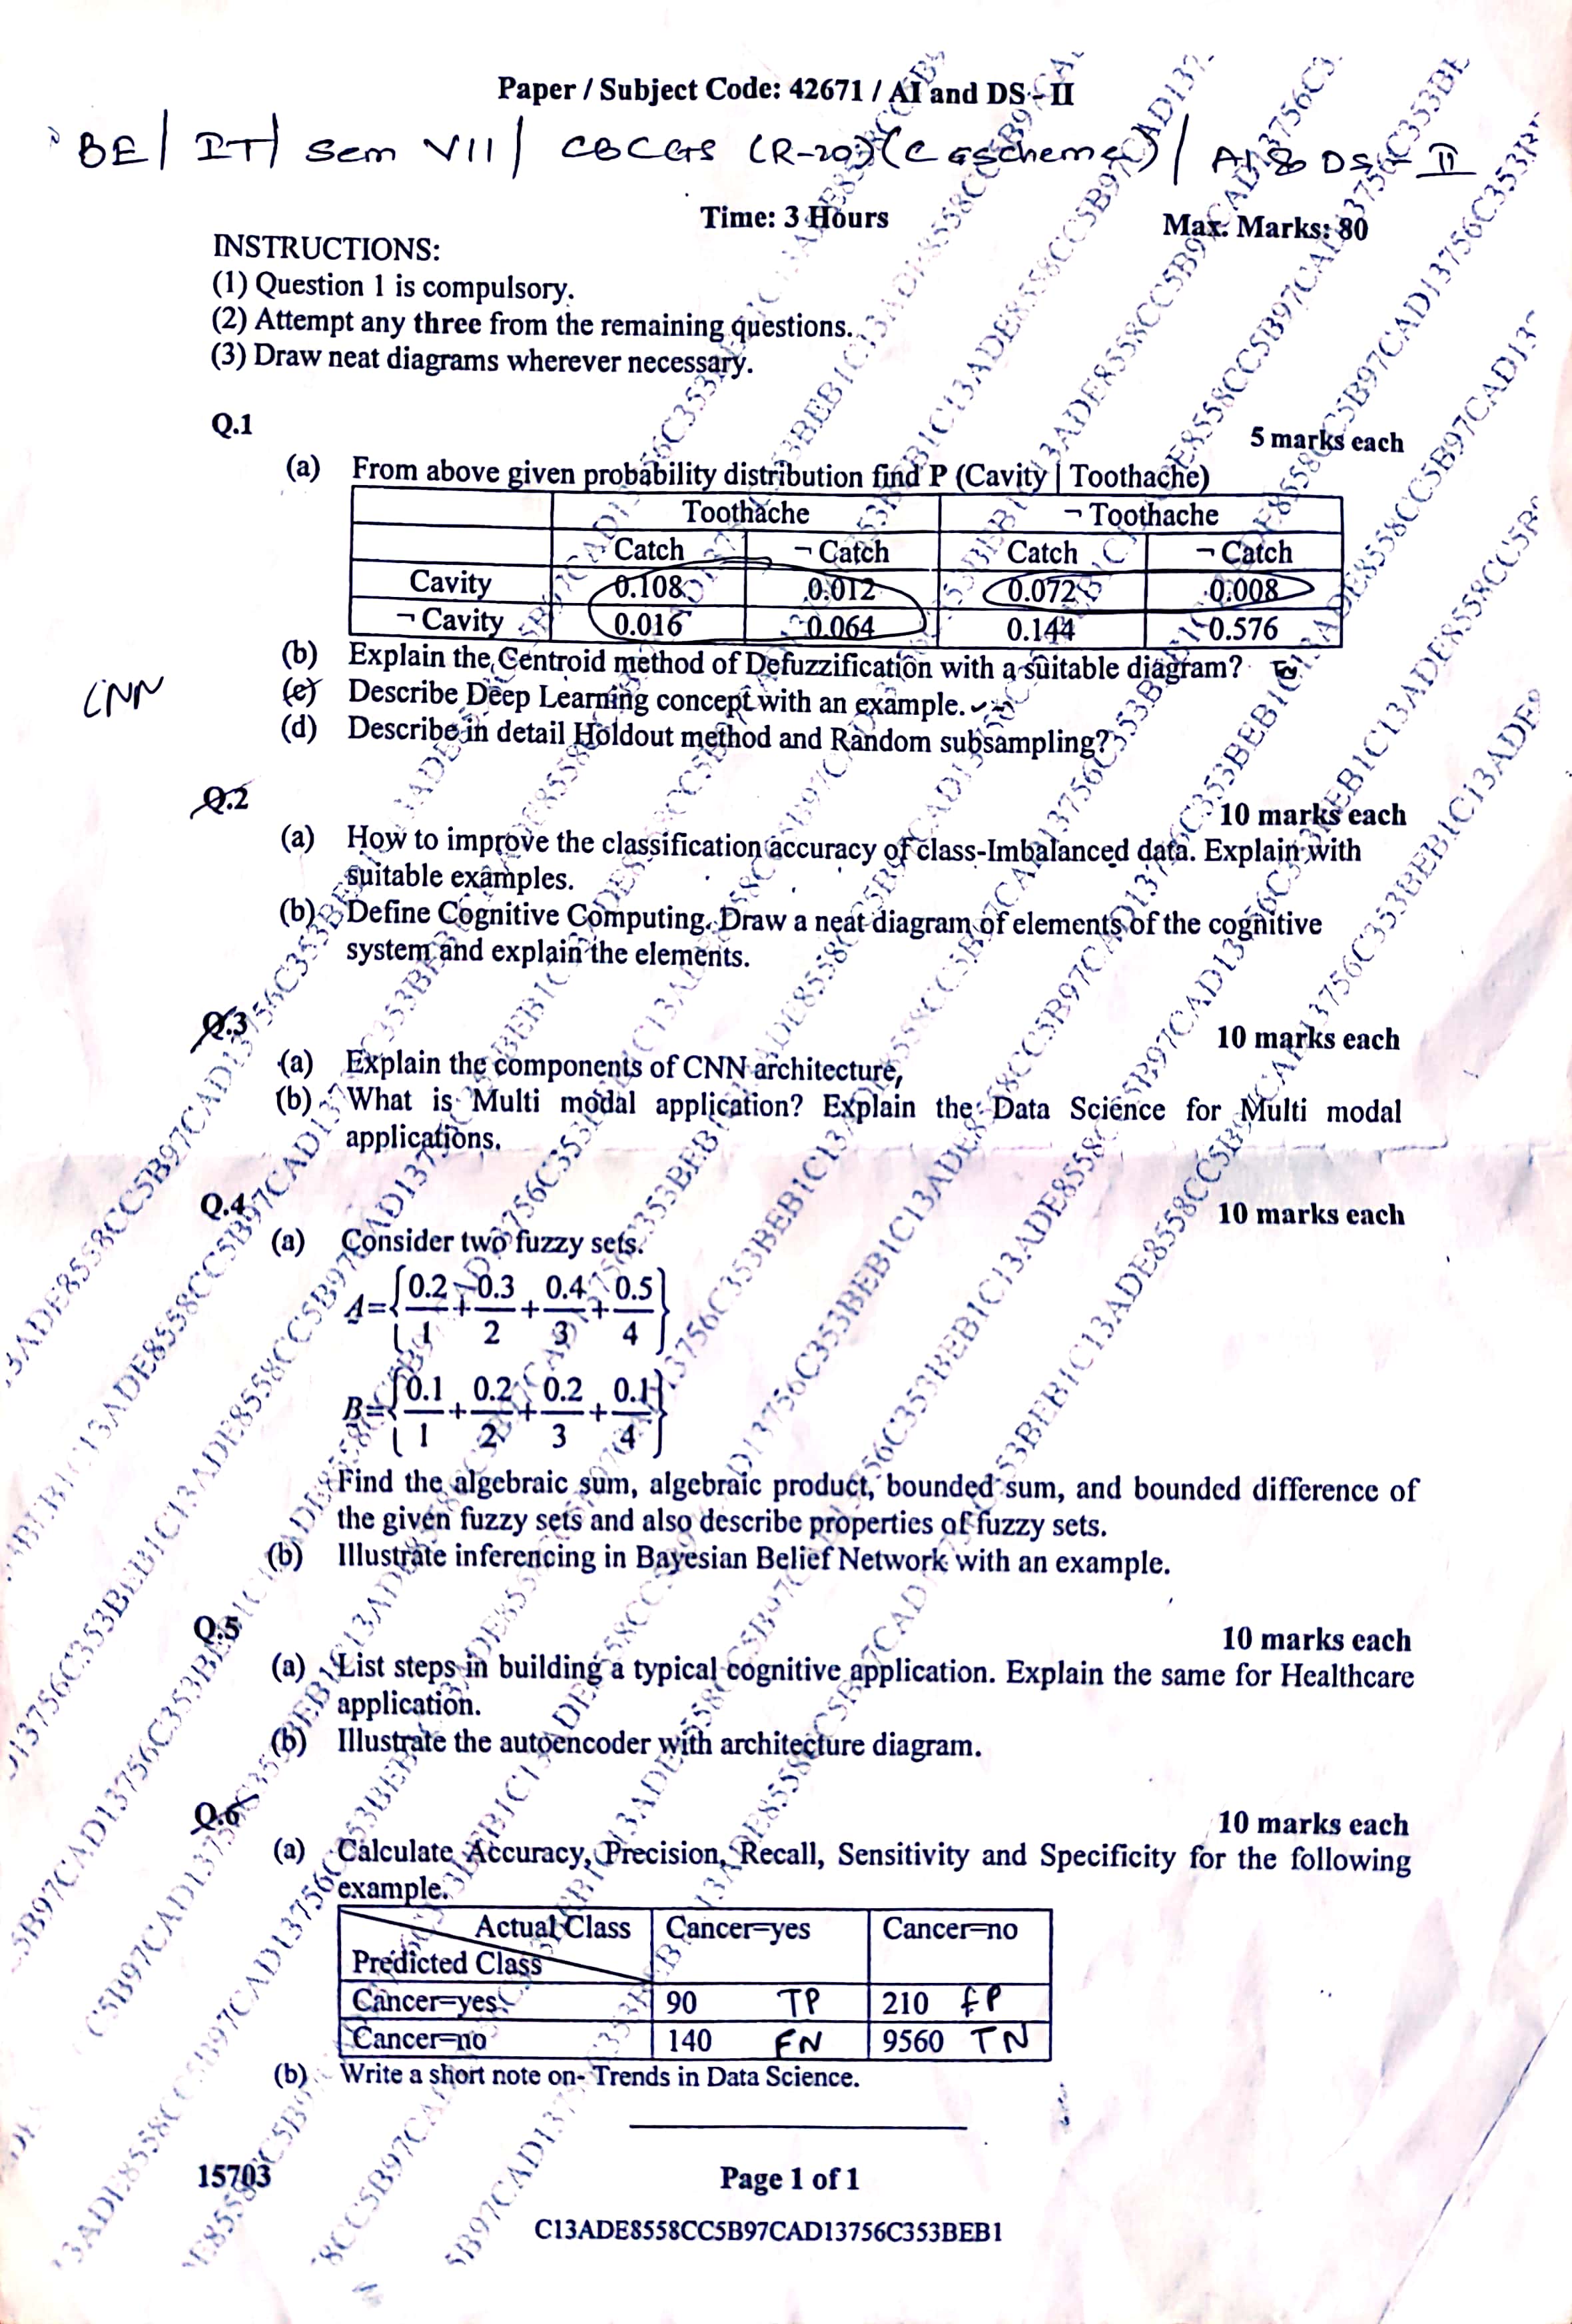 Paper / Subject Code: 42671 / AI and DS - II
BE / IT / Sem VII / CBCGS (R-20) (C Scheme) / AI & DS - II
Time: 3 Hours Max. Marks: 80
INSTRUCTIONS:
(1) Question 1 is compulsory.
(2) Attempt any three from the remaining questions.
(3) Draw neat diagrams wherever necessary.
Q.1 5 marks each
(a) From above given probability distribution find P (Cavity | Toothache)
Toothache ¬ Toothache
Catch ¬ Catch Catch ¬ Catch
Cavity 0.108 0.012 0.072 0.008
¬ Cavity 0.016 0.064 0.144 0.576
(b) Explain the Centroid method of Defuzzification with a suitable diagram?
CNN (c) Describe Deep Learning concept with an example.
(d) Describe in detail Holdout method and Random subsampling?
Q.2 10 marks each
(a) How to improve the classification accuracy of class-Imbalanced data. Explain with
suitable examples.
(b) Define Cognitive Computing. Draw a neat diagram of elements of the cognitive
system and explain the elements.
Q.3 10 marks each
(a) Explain the components of CNN architecture,
(b) What is Multi modal application? Explain the Data Science for Multi modal
applications.
Q.4 10 marks each
(a) Consider two fuzzy sets.
A={0.2/1 + 0.3/2 + 0.4/3 + 0.5/4}
B={0.1/1 + 0.2/2 + 0.2/3 + 0.1/4}
Find the algebraic sum, algebraic product, bounded sum, and bounded difference of
the given fuzzy sets and also describe properties of fuzzy sets.
(b) Illustrate inferencing in Bayesian Belief Network with an example.
Q.5 10 marks each
(a) List steps in building a typical cognitive application. Explain the same for Healthcare
application.
(b) Illustrate the autoencoder with architecture diagram.
Q.6 10 marks each
(a) Calculate Accuracy, Precision, Recall, Sensitivity and Specificity for the following
example.
Actual Class Cancer=yes Cancer=no
Predicted Class
Cancer=yes 90 TP 210 FP
Cancer=no 140 FN 9560 TN
(b) Write a short note on- Trends in Data Science.
15703 Page 1 of 1
C13ADE8558CC5B97CAD13756C353BEB1